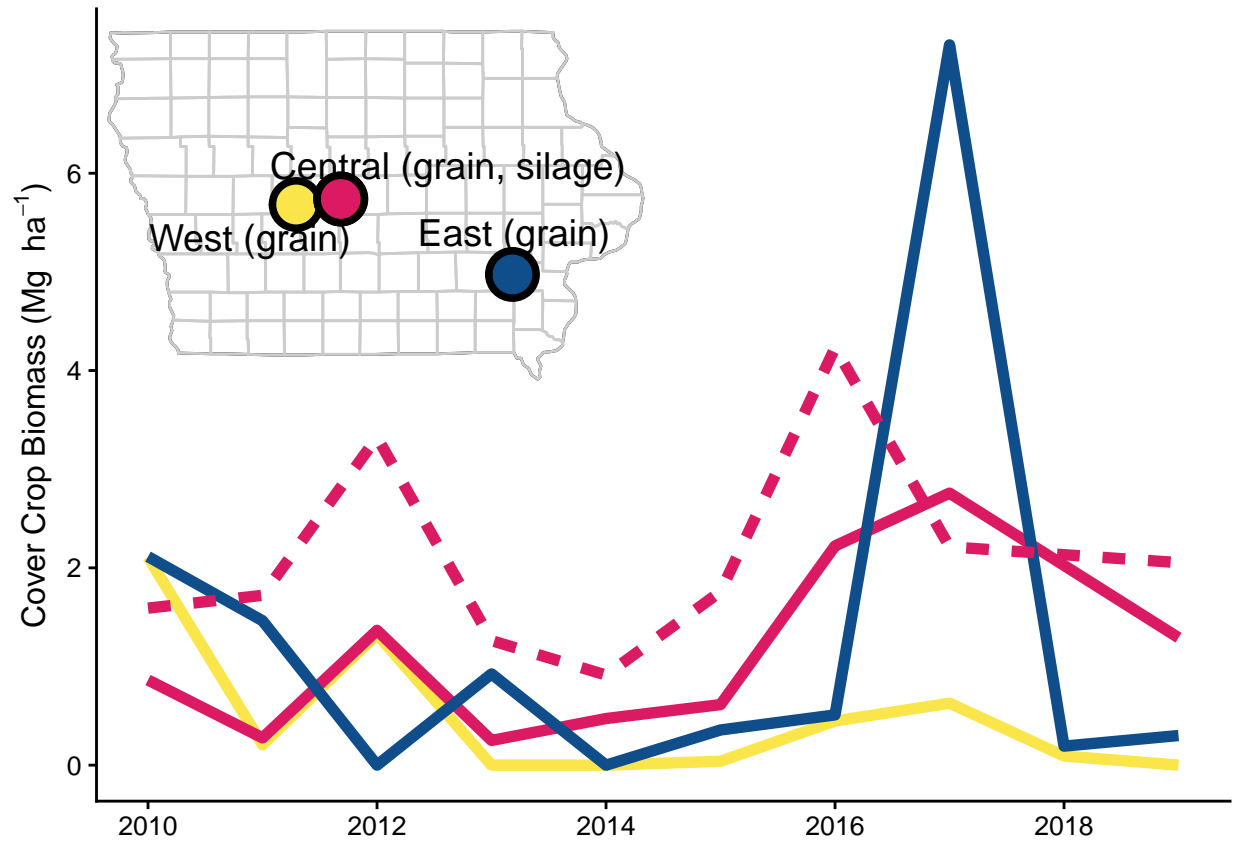 Cover Crop Biomass (Mg ha⁻¹)
6
4
2
0
Central (grain, silage)
West (grain)
East (grain)
2010
2012
2014
2016
2018